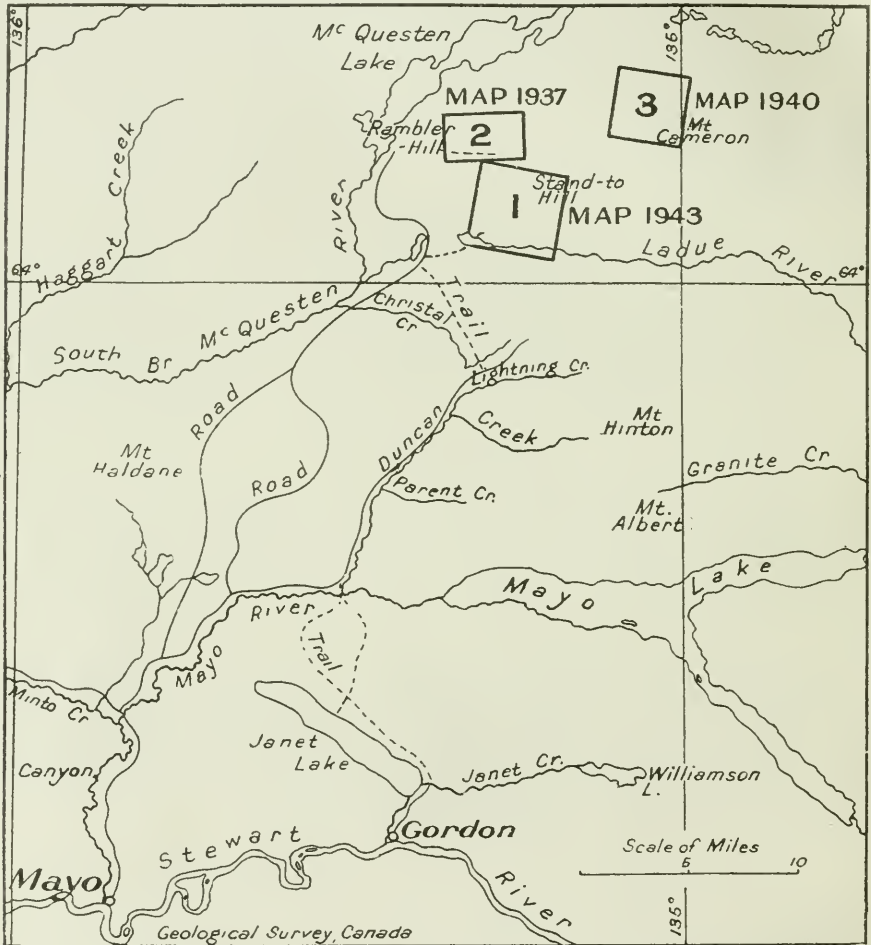 136°
135°
Mc Questen
Lake
MAP 1937
2
Rambler
Hill
3
MAP 1940
Mt
Cameron
Stand-to
Hill
1
MAP 1943
Haggart Creek
River
64°
Ladue River
64°
Trail
Mc Questen
Christal
Cr
South Br
Lightning Cr.
Road
Road
Duncan Creek
Mt
Hinton
Mt
Haldane
Granite Cr
Parent Cr.
Mt.
Albert
Mayo Lake
River
Mayo
Trail
Minto Cr
Janet
Lake
Canyon
Janet Cr.
Williamson
L.
Gordon
Scale of Miles
5 10
Stewart River
Mayo
135°
Geological Survey, Canada